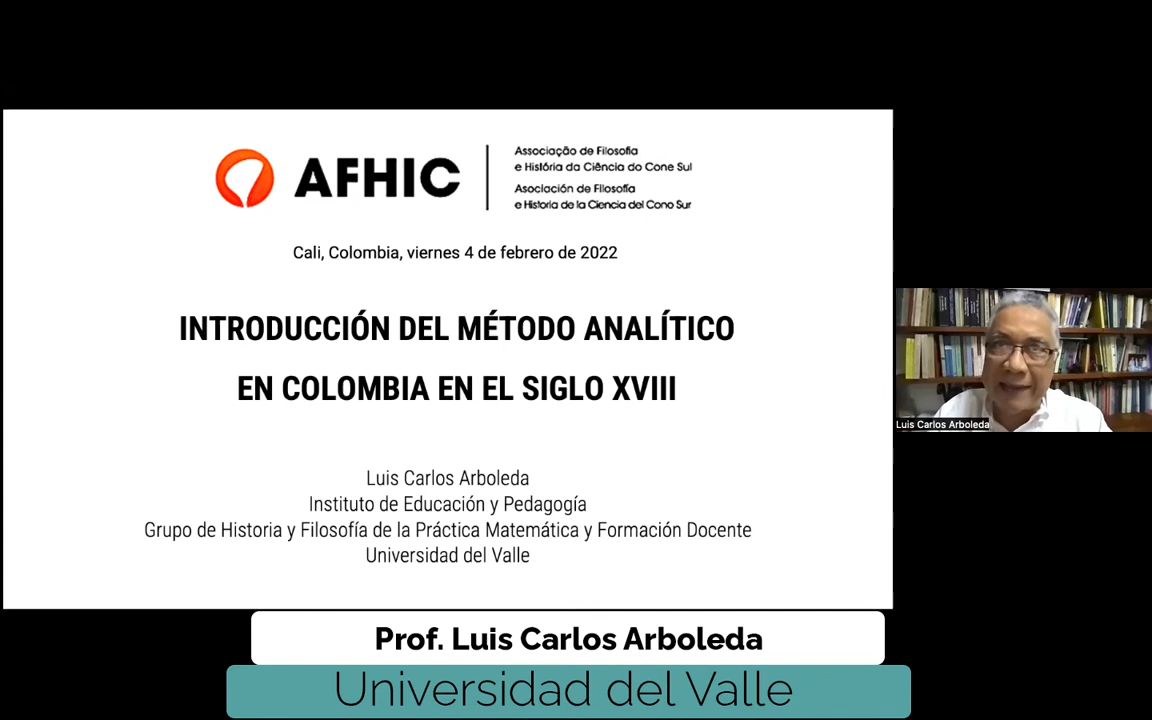 AFHIC
Associação de Filosofia
e História da Ciência do Cone Sul
Asociación de Filosofía
e Historia de la Ciencia del Cono Sur
Cali, Colombia, viernes 4 de febrero de 2022
INTRODUCCIÓN DEL MÉTODO ANALÍTICO
EN COLOMBIA EN EL SIGLO XVIII
Luis Carlos Arboleda
Instituto de Educación y Pedagogía
Grupo de Historia y Filosofía de la Práctica Matemática y Formación Docente
Universidad del Valle
Luis Carlos Arboleda
Prof. Luis Carlos Arboleda
Universidad del Valle